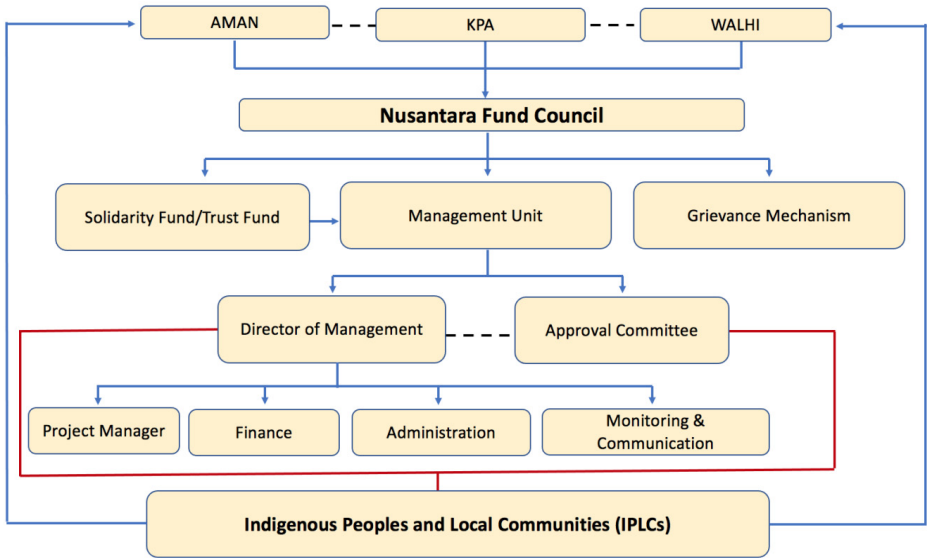 AMAN
KPA
WALHI
Nusantara Fund Council
Solidarity Fund/Trust Fund
Management Unit
Grievance Mechanism
Director of Management
Approval Committee
Project Manager
Finance
Administration
Monitoring &
Communication
Indigenous Peoples and Local Communities (IPLCs)